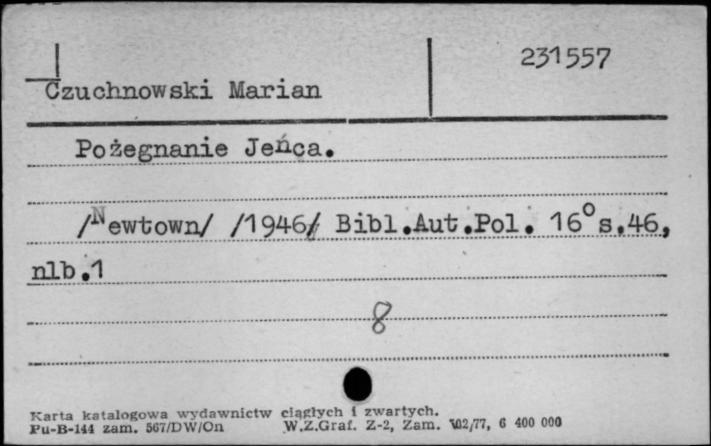 231557
Czuchnowski Marian
Pożegnanie Jeńca.
/Newtown/ /1946/ Bibl.Aut.Pol. 16° s.46,
nlb.1
8
Karta katalogowa wydawnictw ciągłych i zwartych.
Pu-B-144 zam. 567/DW/On W.Z.Graf. Z-2, Zam. 102/77, 6 400 000